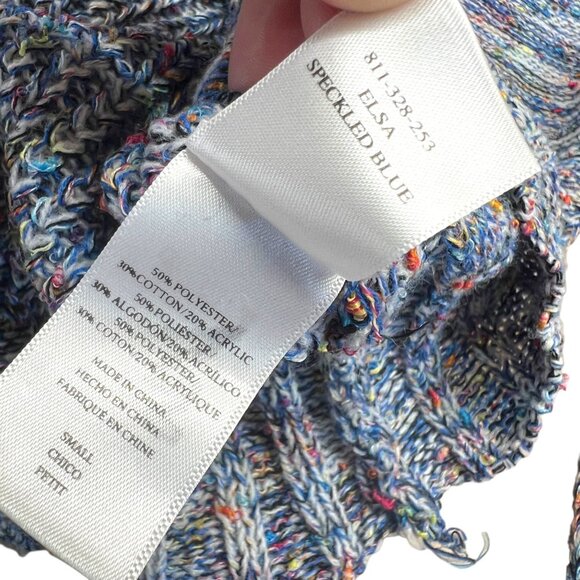 811-328-253
ELSA
SPECKLED BLUE
50% POLYESTER/
30% COTTON/20% ACRYLIC
50% POLIÉSTER/
30% ALGODÓN/20% ACRÍLICO
50% POLYESTER/
30% COTON/20% ACRYLIQUE
MADE IN CHINA
HECHO EN CHINA
FABRIQUE EN CHINE
SMALL
CHICO
PETIT